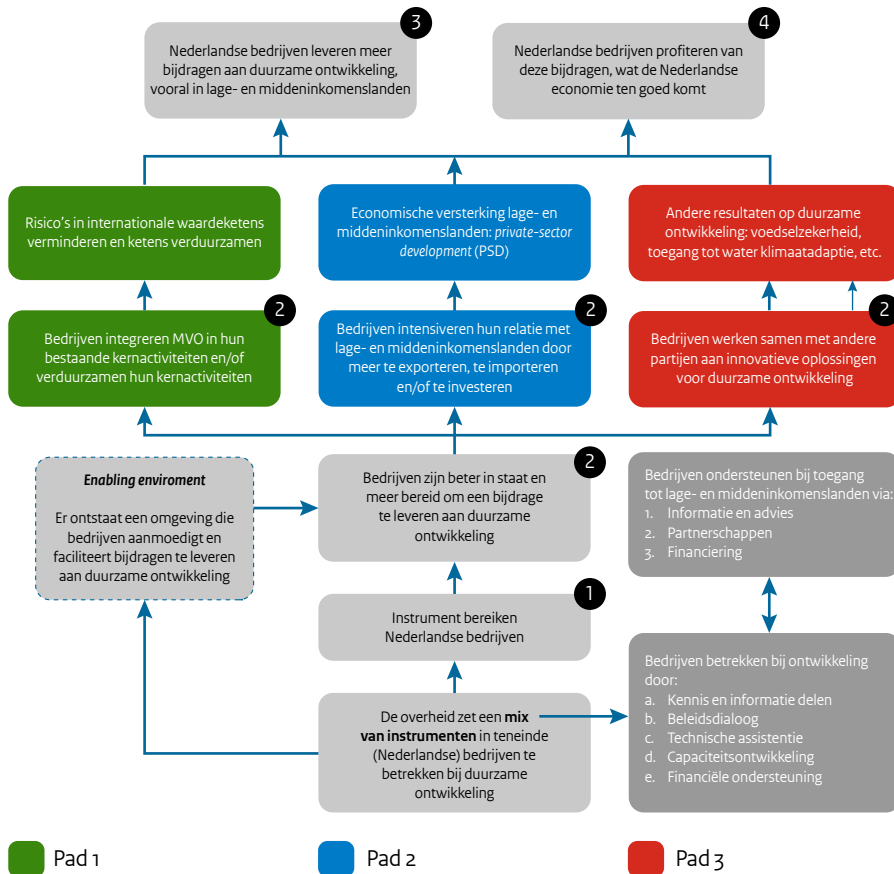 3
Nederlandse bedrijven leveren meer
bijdragen aan duurzame ontwikkeling,
vooral in lage- en middeninkomenslanden
4
Nederlandse bedrijven profiteren van
deze bijdragen, wat de Nederlandse
economie ten goed komt
Risico's in internationale waardeketens
verminderen en ketens verduurzamen
Economische versterking lage- en
middeninkomenslanden: private-sector
development (PSD)
Andere resultaten op duurzame
ontwikkeling: voedselzekerheid,
toegang tot water klimaatadaptie, etc.
2
Bedrijven integreren MVO in hun
bestaande kernactiviteiten en/of
verduurzamen hun kernactiviteiten
2
Bedrijven intensiveren hun relatie met
lage- en middeninkomenslanden door
meer te exporteren, te importeren
en/of te investeren
2
Bedrijven werken samen met andere
partijen aan innovatieve oplossingen
voor duurzame ontwikkeling
Enabling enviroment
Er ontstaat een omgeving die
bedrijven aanmoedigt en
faciliteert bijdragen te leveren
aan duurzame ontwikkeling
2
Bedrijven zijn beter in staat en
meer bereid om een bijdrage
te leveren aan duurzame
ontwikkeling
Bedrijven ondersteunen bij toegang
tot lage- en middeninkomenslanden via:
1. Informatie en advies
2. Partnerschappen
3. Financiering
1
Instrument bereiken
Nederlandse bedrijven
De overheid zet een mix
van instrumenten in teneinde
(Nederlandse) bedrijven te
betrekken bij duurzame
ontwikkeling
Bedrijven betrekken bij ontwikkeling
door:
a. Kennis en informatie delen
b. Beleidsdialoog
c. Technische assistentie
d. Capaciteitsontwikkeling
e. Financiële ondersteuning
Pad 1
Pad 2
Pad 3